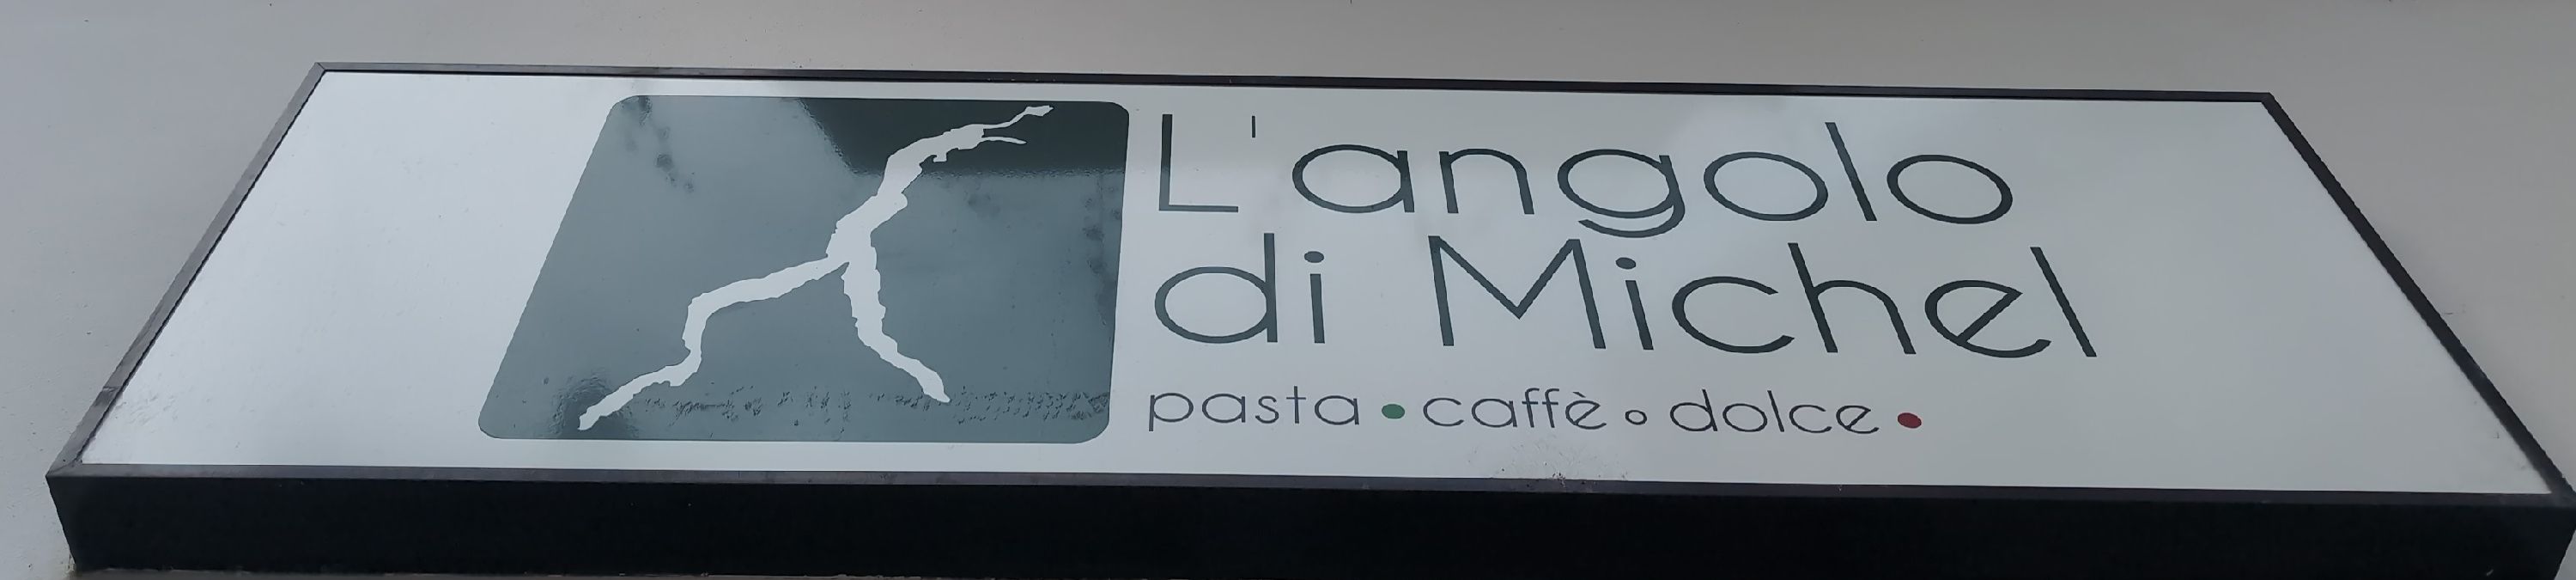 L'angolo
di Michel
pasta • caffè ∘ dolce •